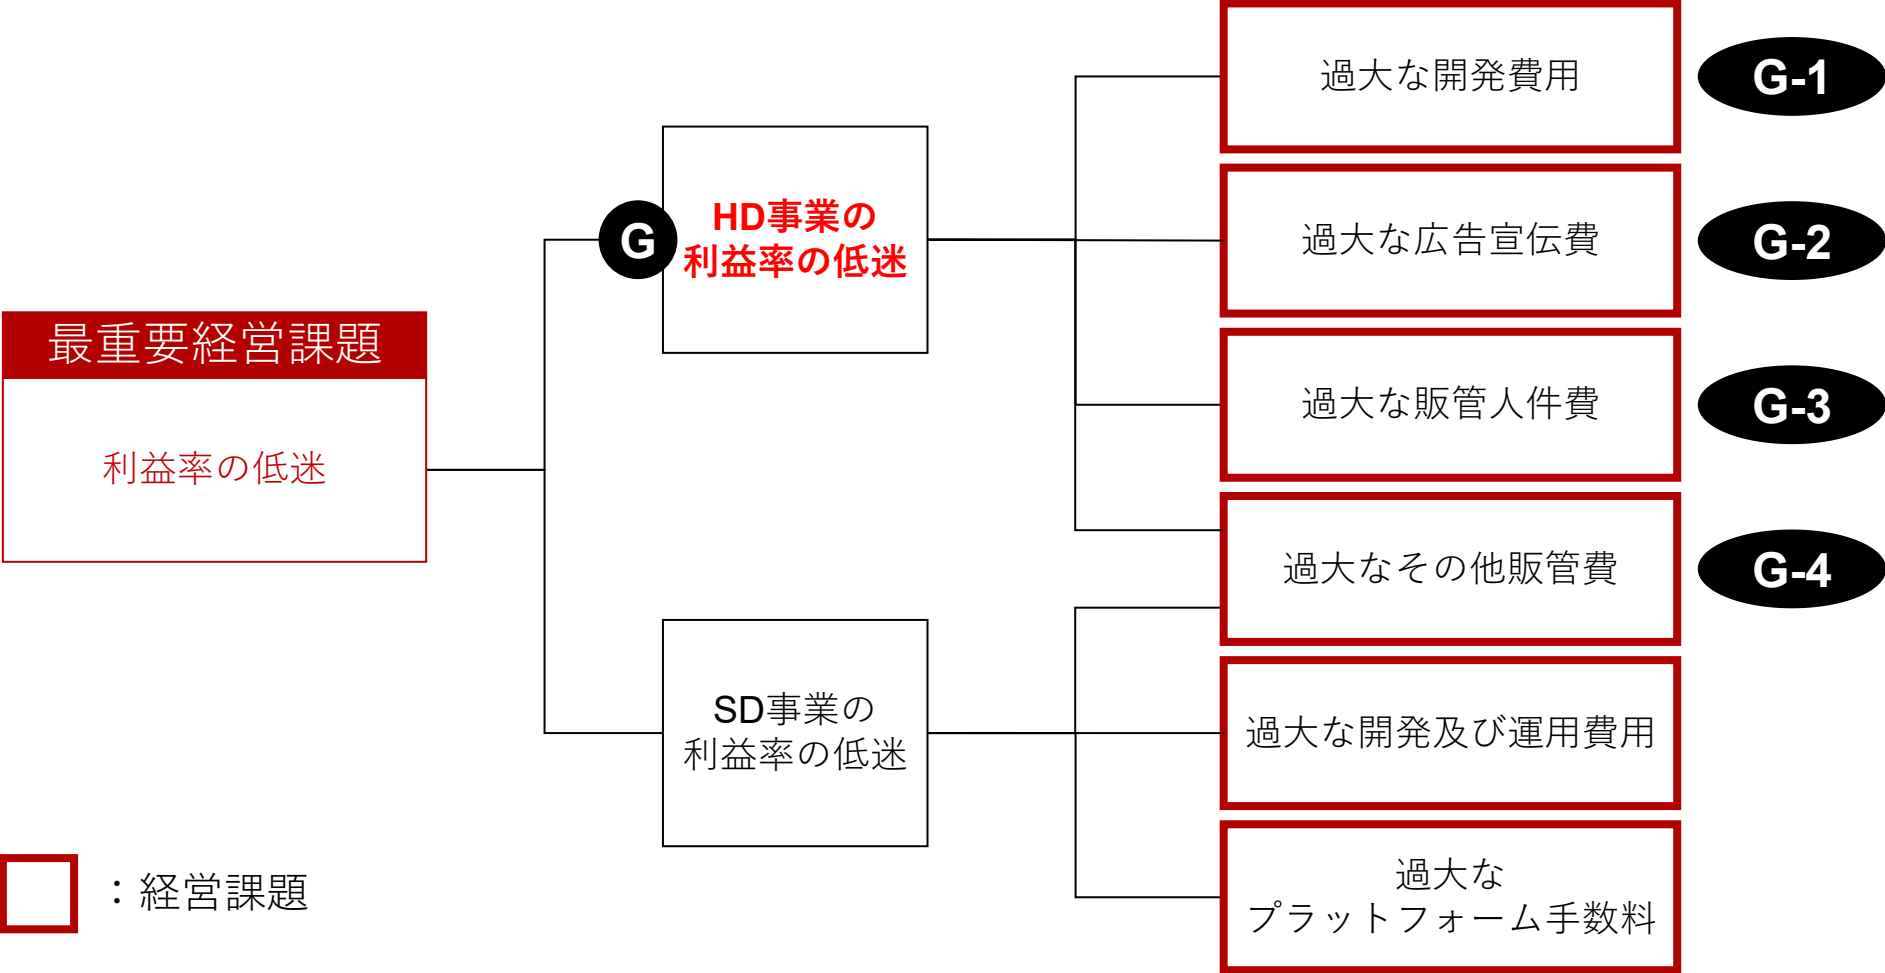 最重要経営課題
利益率の低迷
G
HD事業の
利益率の低迷
SD事業の
利益率の低迷
過大な開発費用
G-1
過大な広告宣伝費
G-2
過大な販管人件費
G-3
過大なその他販管費
G-4
過大な開発及び運用費用
過大な
プラットフォーム手数料
：経営課題